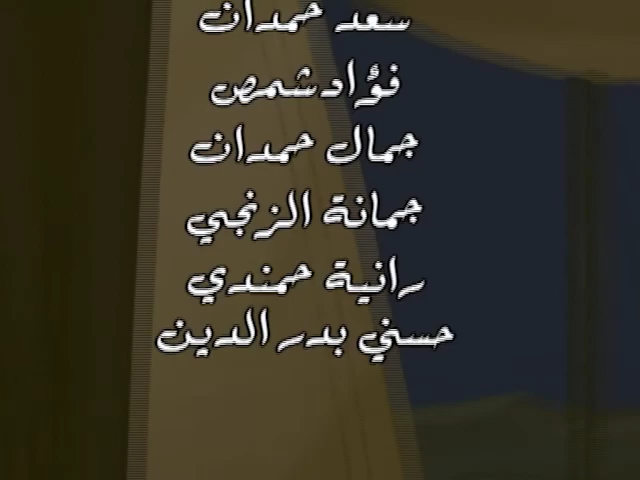 سعد حمدان
فؤاد شمص
جمال حمدان
جمانة الزنجي
رانية حمندي
حسني بدر الدين